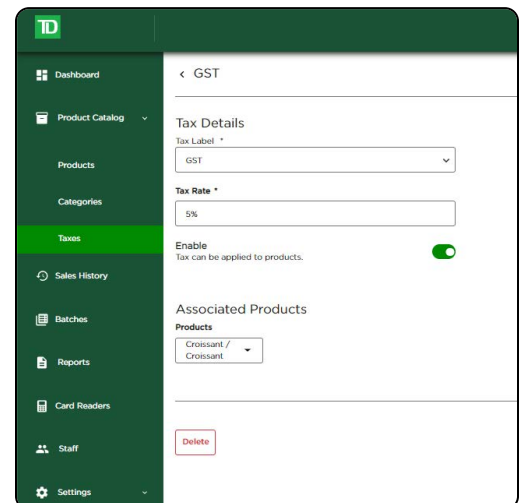 TD
Dashboard
Product Catalog
Products
Categories
Taxes
Sales History
Batches
Reports
Card Readers
Staff
Settings
GST
Tax Details
Tax Label *
GST
Tax Rate *
5%
Enable
Tax can be applied to products.
Associated Products
Products
Croissant /
Croissant
Delete